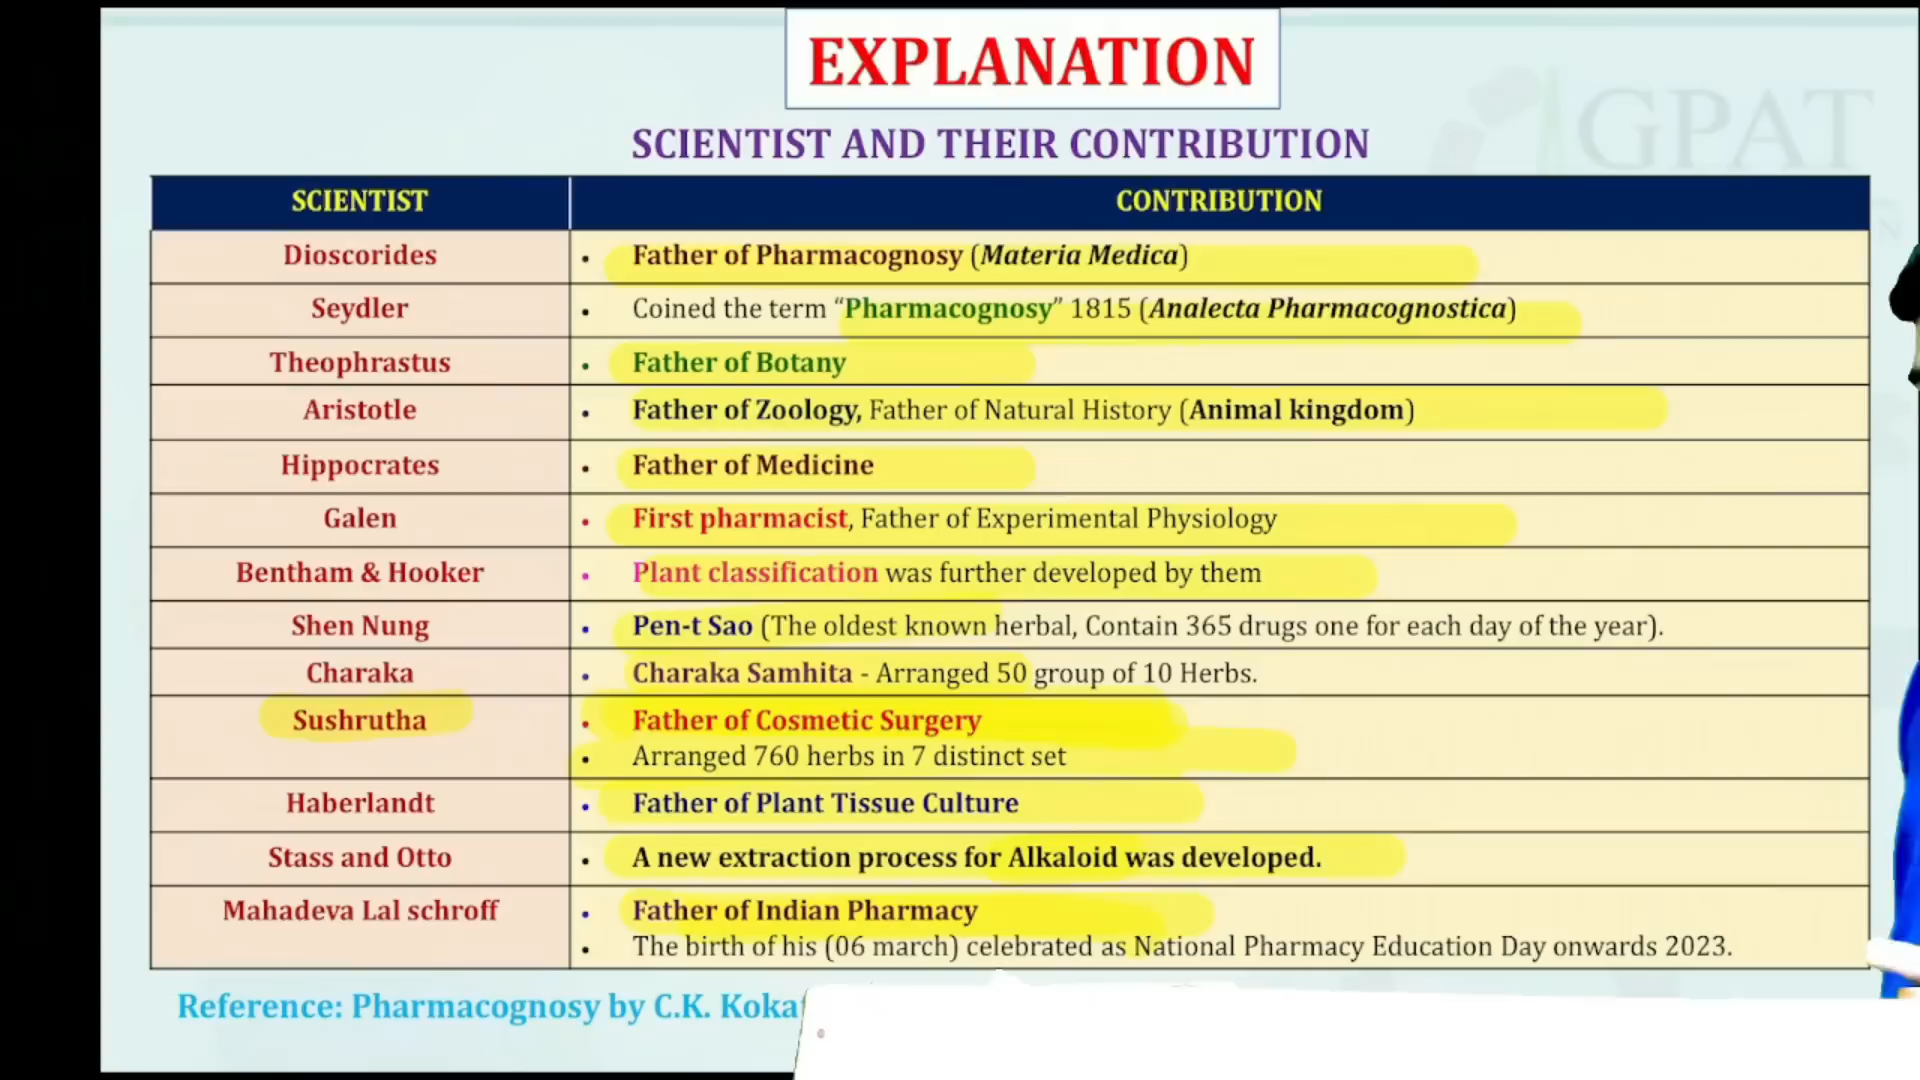 EXPLANATION
GPAT
SCIENTIST AND THEIR CONTRIBUTION
SCIENTIST CONTRIBUTION
Dioscorides • Father of Pharmacognosy (Materia Medica)
Seydler • Coined the term “Pharmacognosy” 1815 (Analecta Pharmacognostica)
Theophrastus • Father of Botany
Aristotle • Father of Zoology, Father of Natural History (Animal kingdom)
Hippocrates • Father of Medicine
Galen • First pharmacist, Father of Experimental Physiology
Bentham & Hooker • Plant classification was further developed by them
Shen Nung • Pen-t Sao (The oldest known herbal, Contain 365 drugs one for each day of the year).
Charaka • Charaka Samhita - Arranged 50 group of 10 Herbs.
Sushrutha • Father of Cosmetic Surgery
• Arranged 760 herbs in 7 distinct set
Haberlandt • Father of Plant Tissue Culture
Stass and Otto • A new extraction process for Alkaloid was developed.
Mahadeva Lal schroff • Father of Indian Pharmacy
• The birth of his (06 march) celebrated as National Pharmacy Education Day onwards 2023.
Reference: Pharmacognosy by C.K. Koka